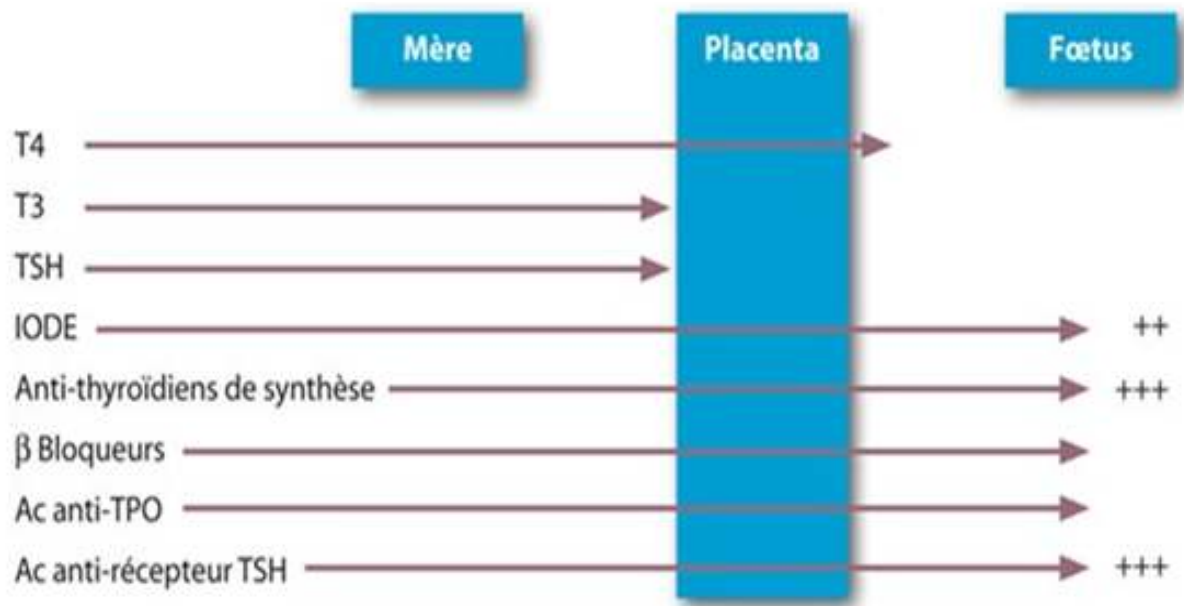 Mère Placenta Fœtus
T4
T3
TSH
IODE ++
Anti-thyroïdiens de synthèse +++
β Bloqueurs
Ac anti-TPO
Ac anti-récepteur TSH +++